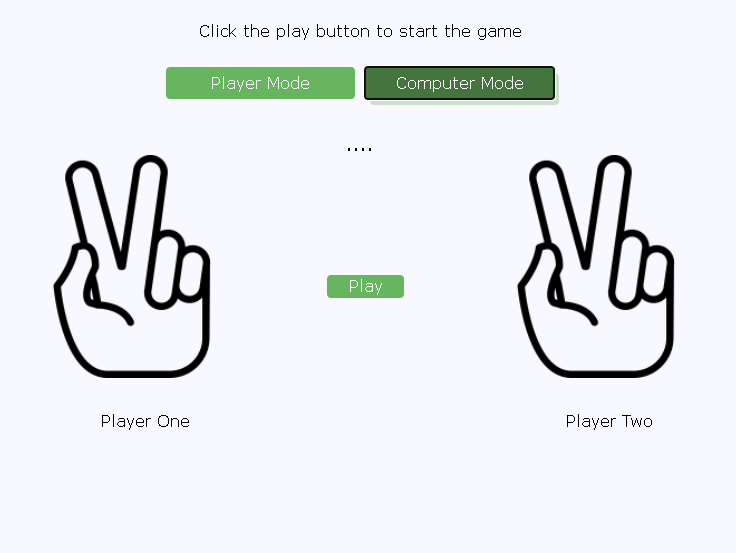 Click the play button to start the game
Player Mode Computer Mode
....
Play
Player One Player Two